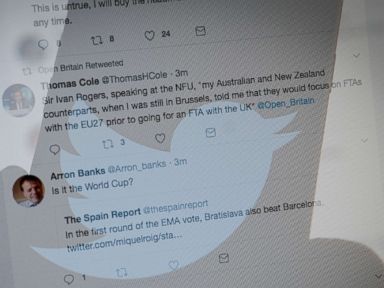 This is untrue, I will buy the
any time.
8
24
Open Britain Retweeted
Thomas Cole @ThomasHCole · 3m
Sir Ivan Rogers, speaking at the NFU, "my Australian and New Zealand
counterparts, when I was still in Brussels, told me that they would focus on FTAs
with the EU27 prior to going for an FTA with the UK" @Open_Britain
3
Arron Banks @Arron_banks · 3m
Is it the World Cup?
The Spain Report @thespainreport
In the first round of the EMA vote, Bratislava also beat Barcelona.
twitter.com/miquelroig/sta…
1